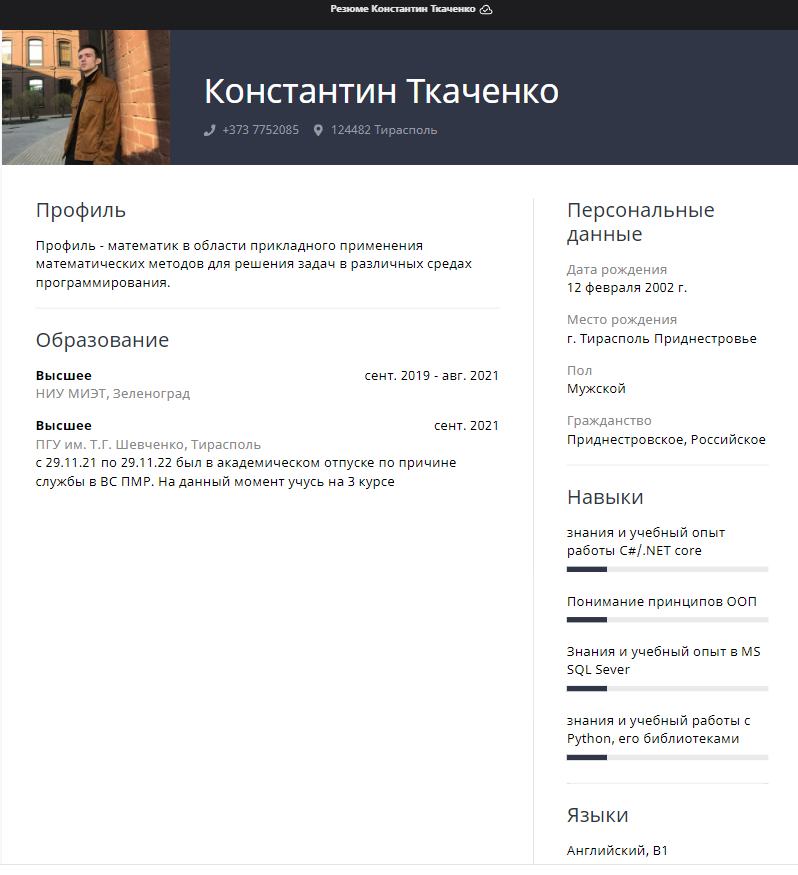 Резюме Константин Ткаченко
Константин Ткаченко
+373 7752085 124482 Тирасполь
Профиль
Профиль - математик в области прикладного применения
математических методов для решения задач в различных средах
программирования.
Образование
Высшее сент. 2019 - авг. 2021
НИУ МИЭТ, Зеленоград
Высшее сент. 2021
ПГУ им. Т.Г. Шевченко, Тирасполь
с 29.11.21 по 29.11.22 был в академическом отпуске по причине
службы в ВС ПМР. На данный момент учусь на 3 курсе
Персональные
данные
Дата рождения
12 февраля 2002 г.
Место рождения
г. Тирасполь Приднестровье
Пол
Мужской
Гражданство
Приднестровское, Российское
Навыки
знания и учебный опыт
работы C#/.NET core
Понимание принципов ООП
Знания и учебный опыт в MS
SQL Sever
знания и учебный работы с
Python, его библиотеками
Языки
Английский, B1